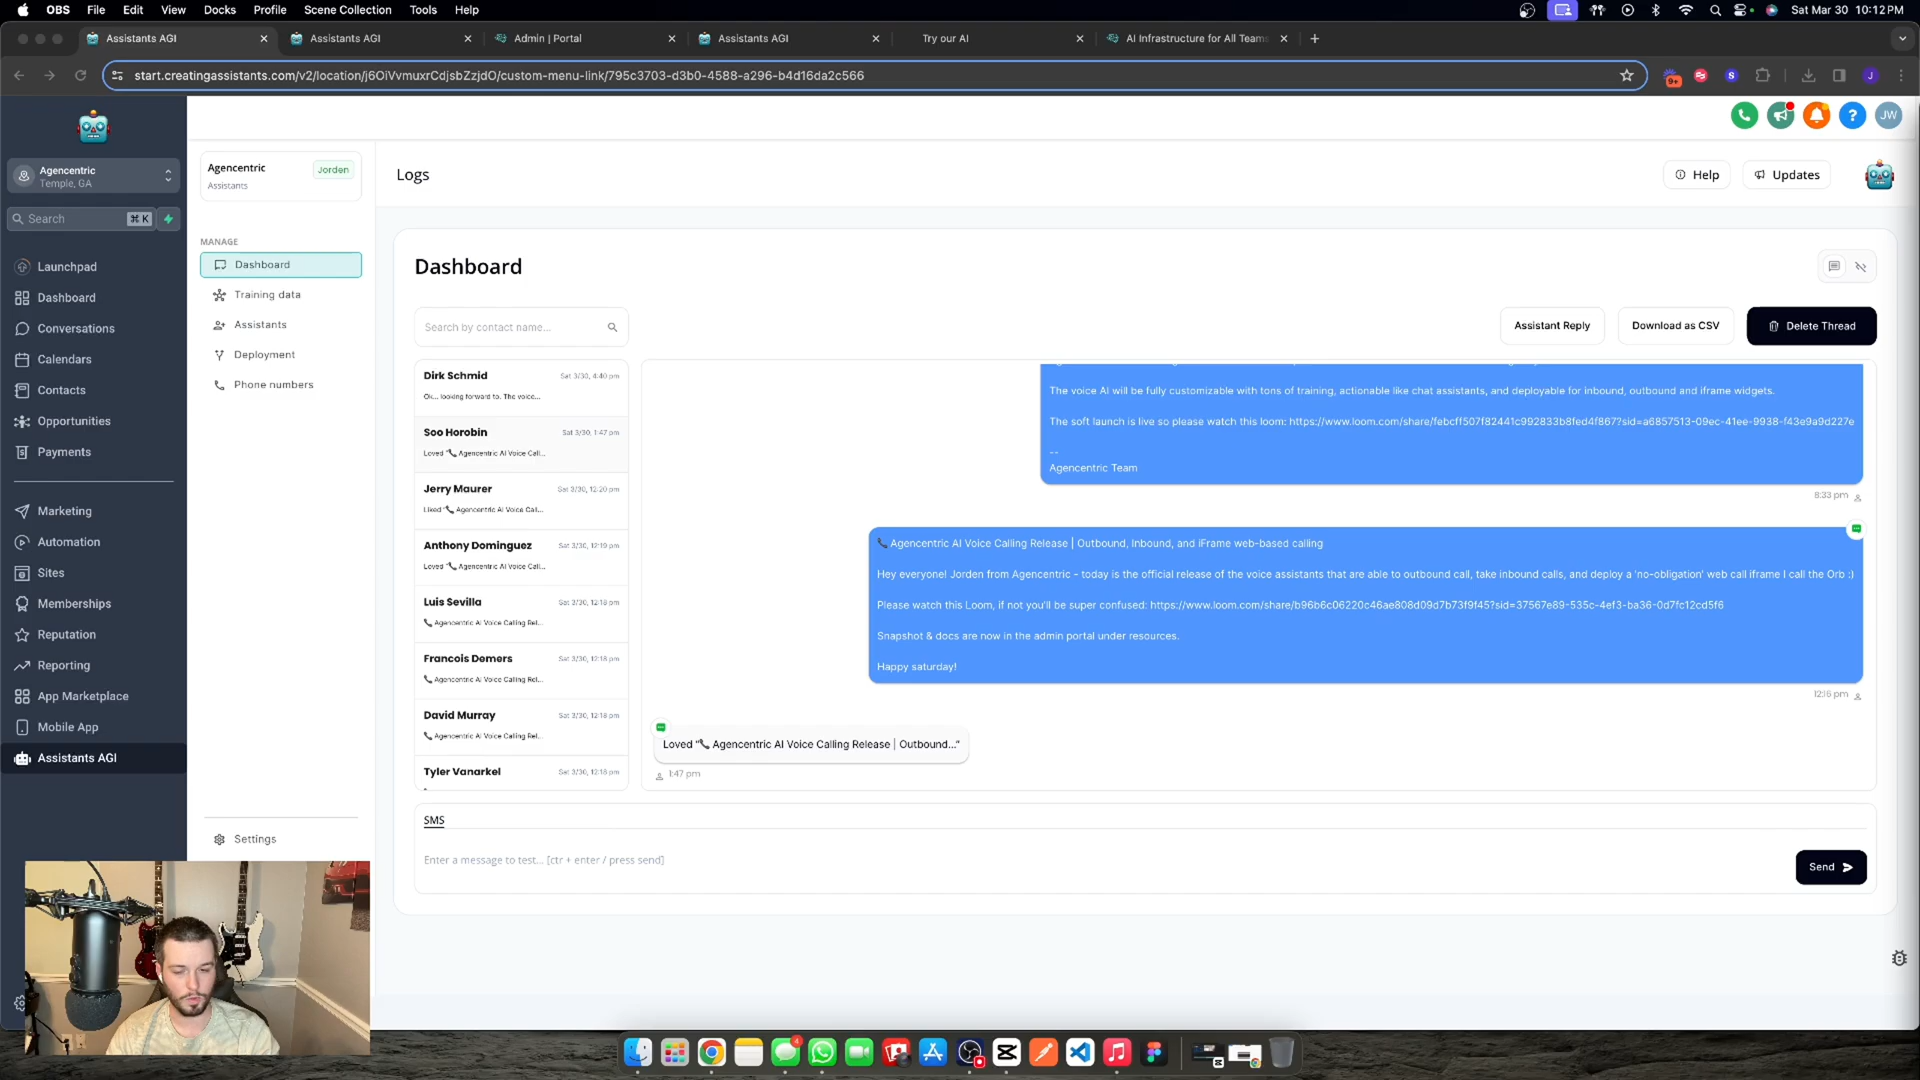 OBS File Edit View Docks Profile Scene Collection Tools Help
Sat Mar 30 10:12 PM
Assistants AGI
Assistants AGI
Admin | Portal
Assistants AGI
Try our AI
AI Infrastructure for All Teams
start.creatingassistants.com/v2/location/j6OiVvmuxrCdjsbZzjdO/custom-menu-link/795c3703-d3b0-4588-a296-b4d16da2c566
9+
S
J
JW
Agencentric
Temple, GA
Search
⌘ K
Launchpad
Dashboard
Conversations
Calendars
Contacts
Opportunities
Payments
Marketing
Automation
Sites
Memberships
Reputation
Reporting
App Marketplace
Mobile App
Assistants AGI
Agencentric
Jorden
Assistants
MANAGE
Dashboard
Training data
Assistants
Deployment
Phone numbers
Settings
Logs
Help
Updates
Dashboard
Search by contact name...
Assistant Reply
Download as CSV
Delete Thread
Dirk Schmid
Sat 3/30, 4:40 pm
Ok... looking forward to. The voice...
Soo Horobin
Sat 3/30, 1:47 pm
Loved "📞 Agencentric AI Voice Call...
Jerry Maurer
Sat 3/30, 12:20 pm
Liked "📞 Agencentric AI Voice Call...
Anthony Dominguez
Sat 3/30, 12:19 pm
Loved "📞 Agencentric AI Voice Call...
Luis Sevilla
Sat 3/30, 12:18 pm
📞 Agencentric AI Voice Calling Rel...
Francois Demers
Sat 3/30, 12:18 pm
📞 Agencentric AI Voice Calling Rel...
David Murray
Sat 3/30, 12:18 pm
📞 Agencentric AI Voice Calling Rel...
Tyler Vanarkel
Sat 3/30, 12:18 pm
The voice AI will be fully customizable with tons of training, actionable like chat assistants, and deployable for inbound, outbound and iframe widgets.
The soft launch is live so please watch this loom: https://www.loom.com/share/febcff507f82441c992833b8fed4f867?sid=a6857513-09ec-41ee-9938-f43e9a9d227e
--
Agencentric Team
8:33 pm
📞 Agencentric AI Voice Calling Release | Outbound, Inbound, and iFrame web-based calling
Hey everyone! Jorden from Agencentric - today is the official release of the voice assistants that are able to outbound call, take inbound calls, and deploy a 'no-obligation' web call iframe I call the Orb :)
Please watch this Loom, if not you'll be super confused: https://www.loom.com/share/b96b6c06220c46ae808d09d7b73f9f45?sid=37567e89-535c-4ef3-ba36-0d7fc12cd5f6
Snapshot & docs are now in the admin portal under resources.
Happy saturday!
12:16 pm
Loved "📞 Agencentric AI Voice Calling Release | Outbound..."
1:47 pm
SMS
Enter a message to test... [ctr + enter / press send]
Send
4